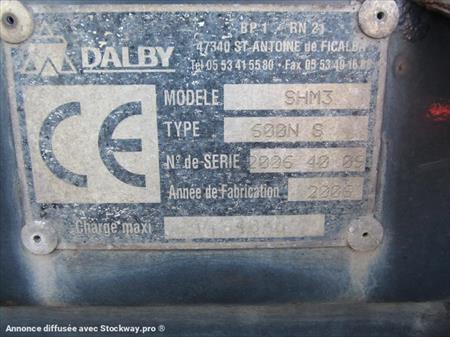 BP 1 / RN 21
DALBY
47340 ST-ANTOINE de FICALBA
Tel 05 53 41 55 80 - Fax 05 53 40 16
CE
MODELE SHM3
TYPE 600N S
N° de SERIE 2006 40 09
Année de Fabrication 2006
Charge maxi
Annonce diffusée avec Stockway.pro ®